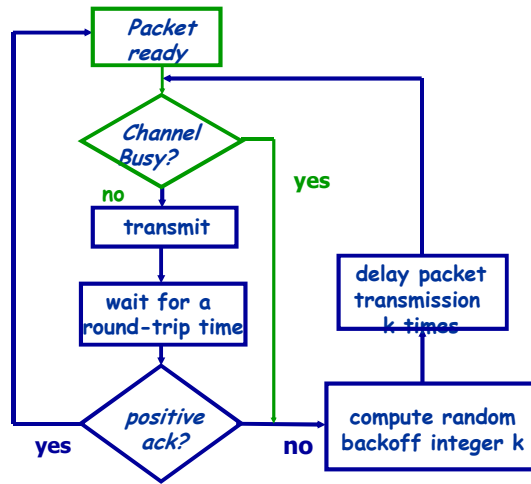 Packet
ready
Channel
Busy?
yes
no
transmit
wait for a
round-trip time
delay packet
transmission
k times
positive
ack?
yes
no
compute random
backoff integer k